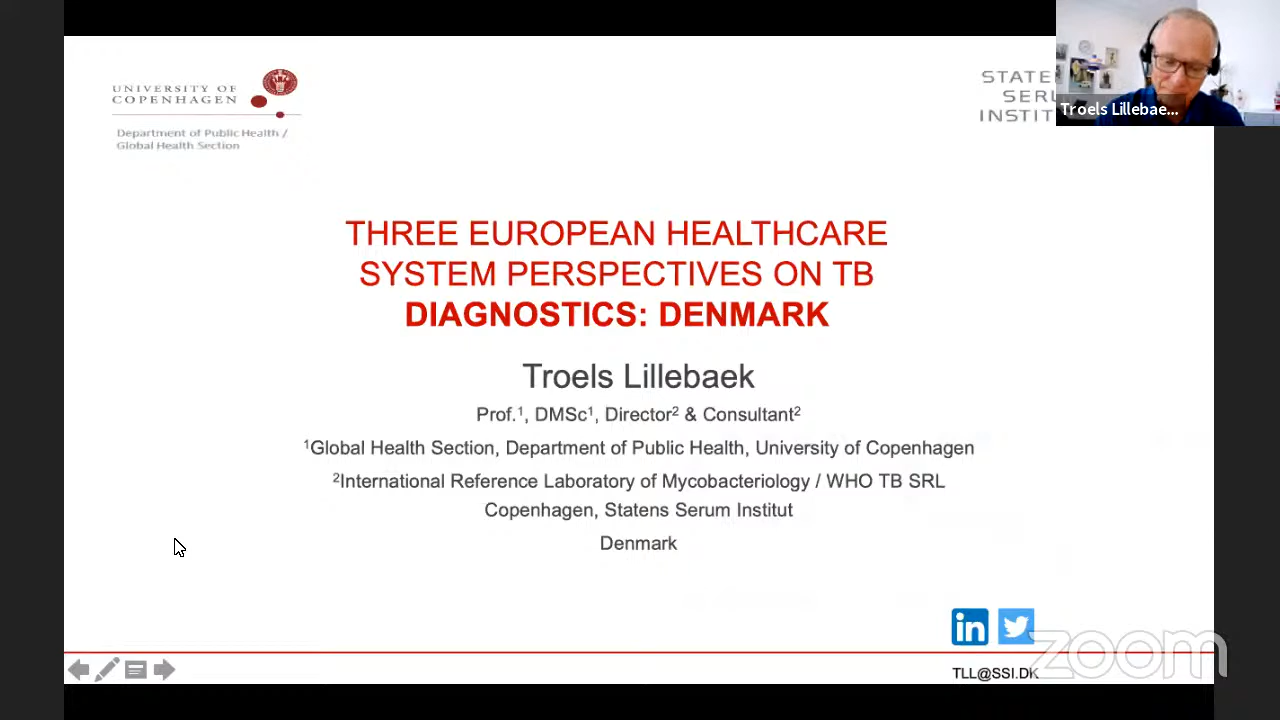 UNIVERSITY OF
COPENHAGEN
Department of Public Health /
Global Health Section
STATE
SERU
INSTIT
Troels Lillebae...
THREE EUROPEAN HEALTHCARE
SYSTEM PERSPECTIVES ON TB
DIAGNOSTICS: DENMARK
Troels Lillebaek
Prof.¹, DMSc¹, Director² & Consultant²
¹Global Health Section, Department of Public Health, University of Copenhagen
²International Reference Laboratory of Mycobacteriology / WHO TB SRL
Copenhagen, Statens Serum Institut
Denmark
in
TLL@SSI.DK
zoom